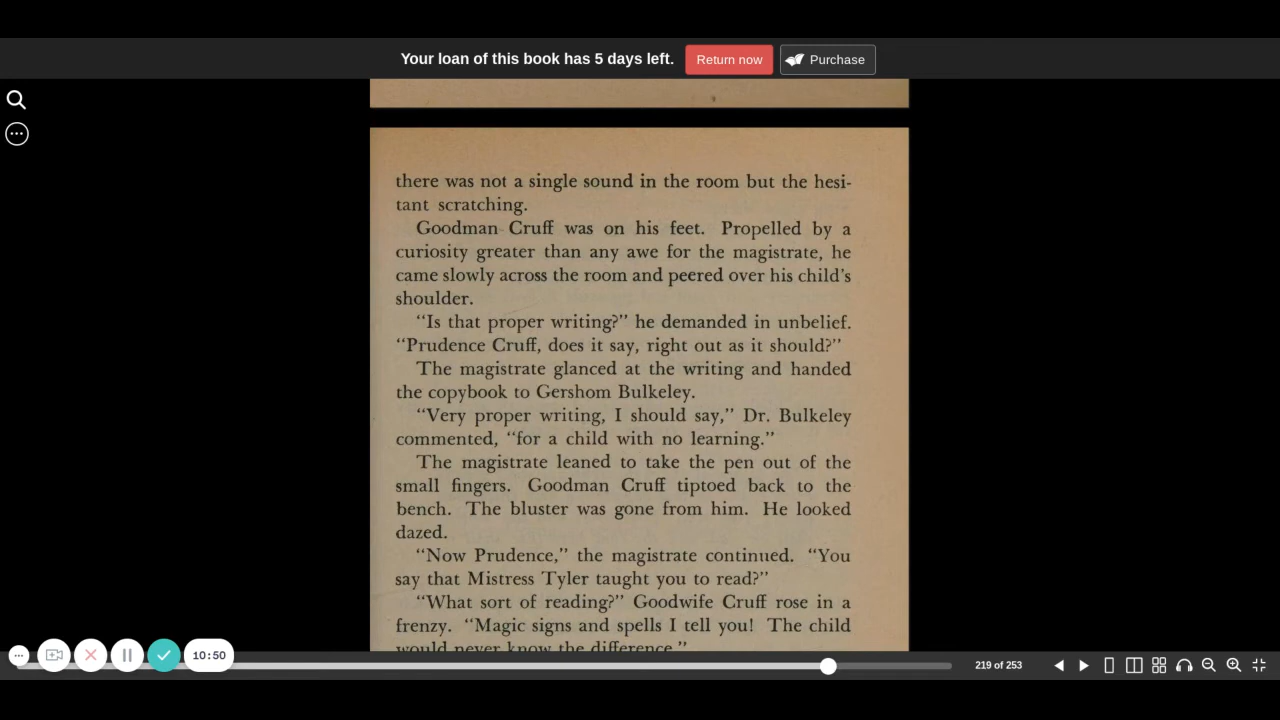 Your loan of this book has 5 days left. Return now Purchase
there was not a single sound in the room but the hesi-
tant scratching.
Goodman Cruff was on his feet. Propelled by a
curiosity greater than any awe for the magistrate, he
came slowly across the room and peered over his child's
shoulder.
"Is that proper writing?" he demanded in unbelief.
"Prudence Cruff, does it say, right out as it should?"
The magistrate glanced at the writing and handed
the copybook to Gershom Bulkeley.
"Very proper writing, I should say," Dr. Bulkeley
commented, "for a child with no learning."
The magistrate leaned to take the pen out of the
small fingers. Goodman Cruff tiptoed back to the
bench. The bluster was gone from him. He looked
dazed.
"Now Prudence," the magistrate continued. "You
say that Mistress Tyler taught you to read?"
"What sort of reading?" Goodwife Cruff rose in a
frenzy. "Magic signs and spells I tell you! The child
would never know the difference."
10:50
219 of 253